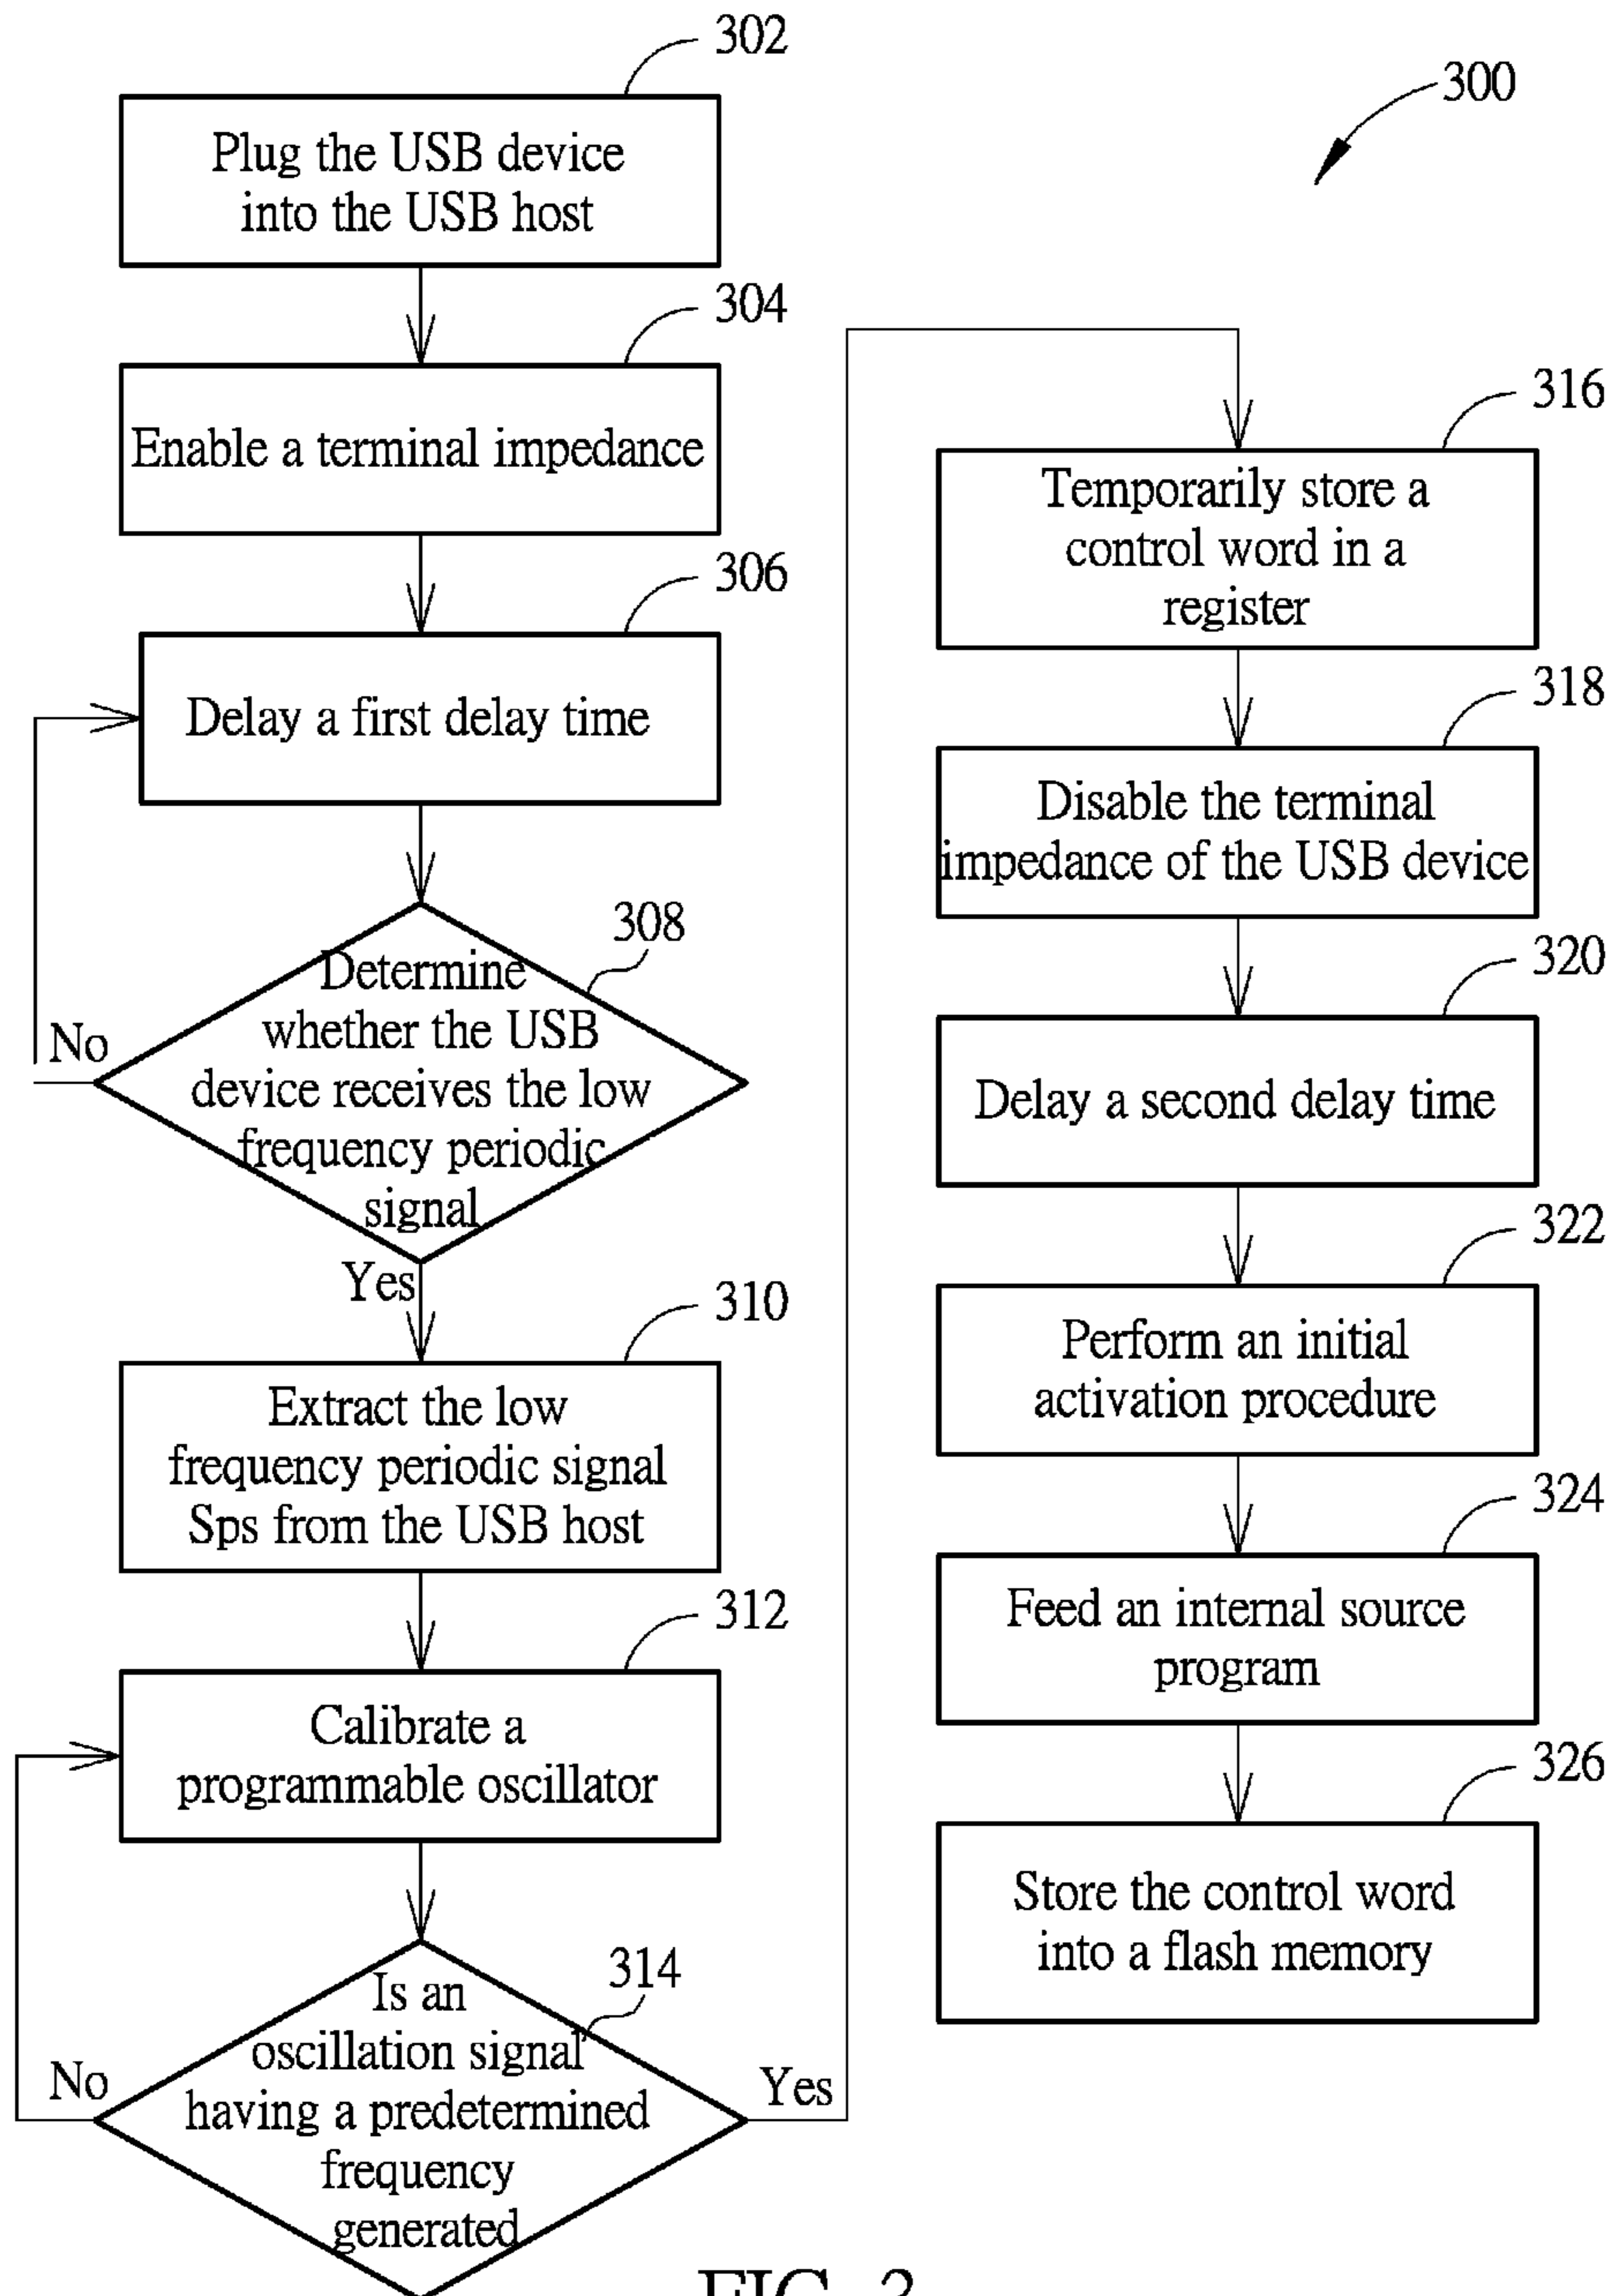 302
Plug the USB device
into the USB host
304
Enable a terminal impedance
306
Delay a first delay time
308
Determine
whether the USB
device receives the low
frequency periodic
signal
No
Yes
310
Extract the low
frequency periodic signal
Sps from the USB host
312
Calibrate a
programmable oscillator
314
Is an
oscillation signal
having a predetermined
frequency
generated
No
Yes
300
316
Temporarily store a
control word in a
register
318
Disable the terminal
impedance of the USB device
320
Delay a second delay time
322
Perform an initial
activation procedure
324
Feed an internal source
program
326
Store the control word
into a flash memory
FIG.